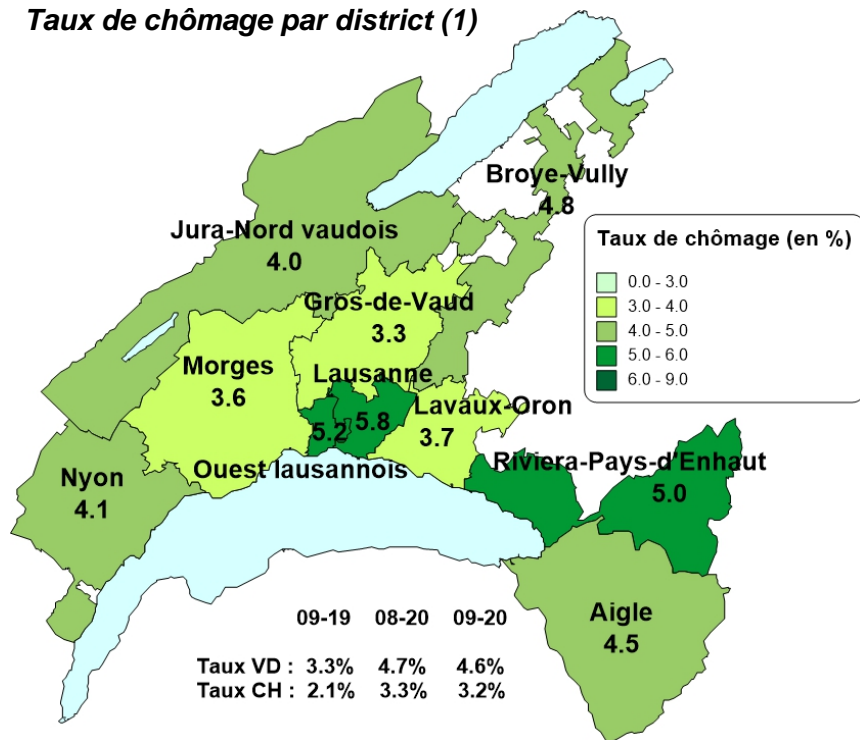 Taux de chômage par district (1)
Broye-Vully
4.8
Jura-Nord vaudois
4.0
Taux de chômage (en %)
0.0 - 3.0
3.0 - 4.0
4.0 - 5.0
5.0 - 6.0
6.0 - 9.0
Gros-de-Vaud
3.3
Morges
3.6
Lausanne
5.8
5.2
Lavaux-Oron
3.7
Ouest lausannois
Riviera-Pays-d'Enhaut
5.0
Nyon
4.1
Aigle
4.5
09-19 08-20 09-20
Taux VD : 3.3% 4.7% 4.6%
Taux CH : 2.1% 3.3% 3.2%